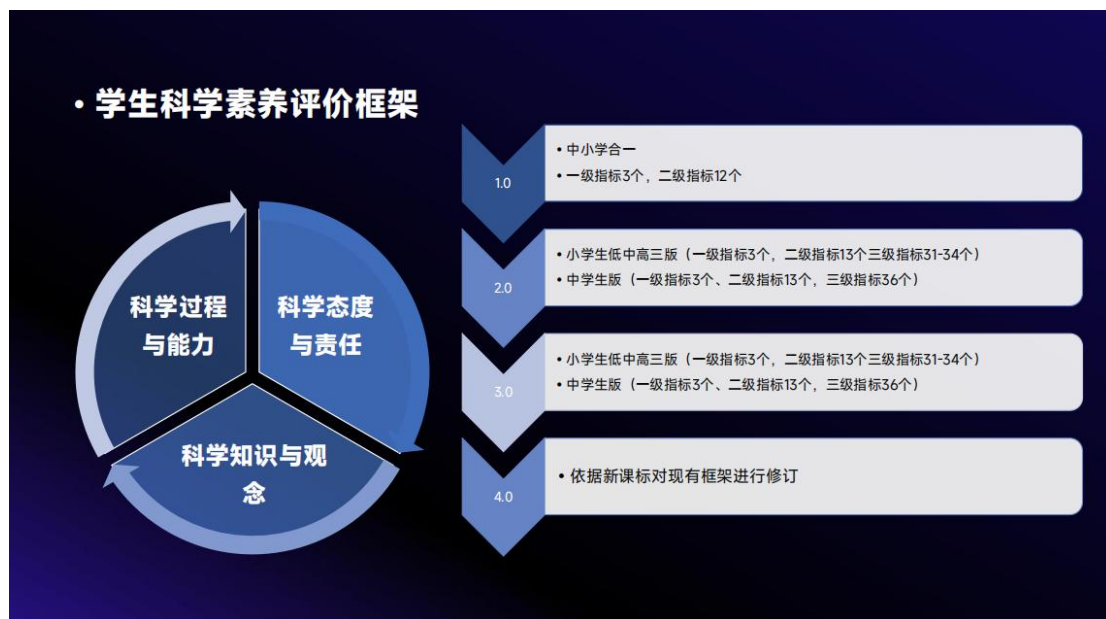 • 学生科学素养评价框架
科学过程
与能力
科学态度
与责任
科学知识与观
念
1.0
• 中小学合一
• 一级指标3个，二级指标12个
2.0
• 小学生低中高三版（一级指标3个，二级指标13个三级指标31-34个）
• 中学生版（一级指标3个、二级指标13个，三级指标36个）
3.0
• 小学生低中高三版（一级指标3个，二级指标13个三级指标31-34个）
• 中学生版（一级指标3个、二级指标13个，三级指标36个）
4.0
• 依据新课标对现有框架进行修订